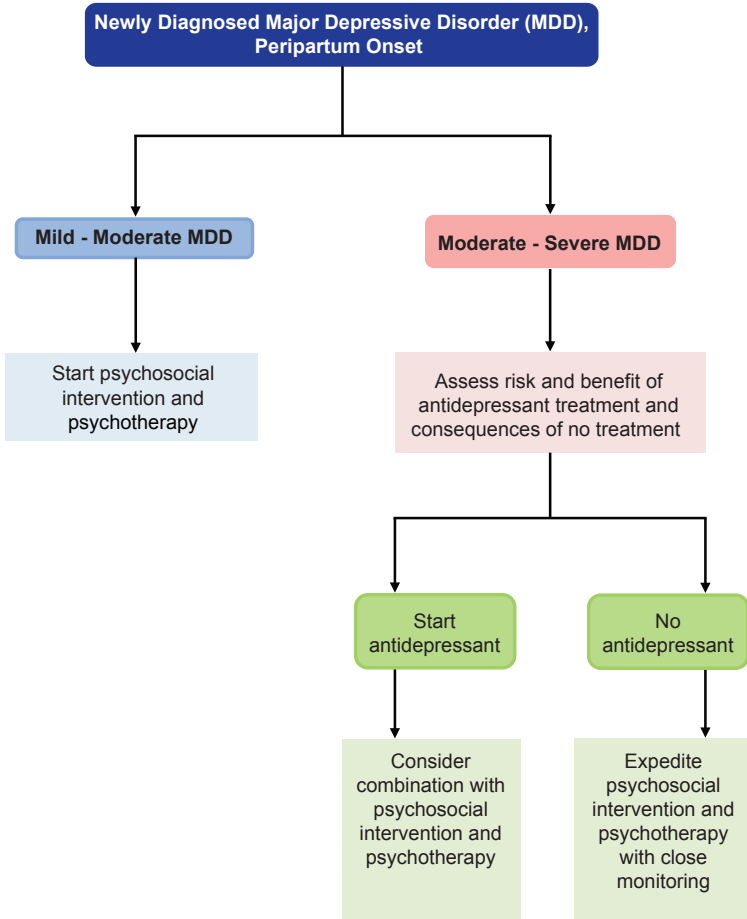 Newly Diagnosed Major Depressive Disorder (MDD),
Peripartum Onset
Mild - Moderate MDD
Moderate - Severe MDD
Start psychosocial
intervention and
psychotherapy
Assess risk and benefit of
antidepressant treatment and
consequences of no treatment
Start
antidepressant
No
antidepressant
Consider
combination with
psychosocial
intervention and
psychotherapy
Expedite
psychosocial
intervention and
psychotherapy
with close
monitoring